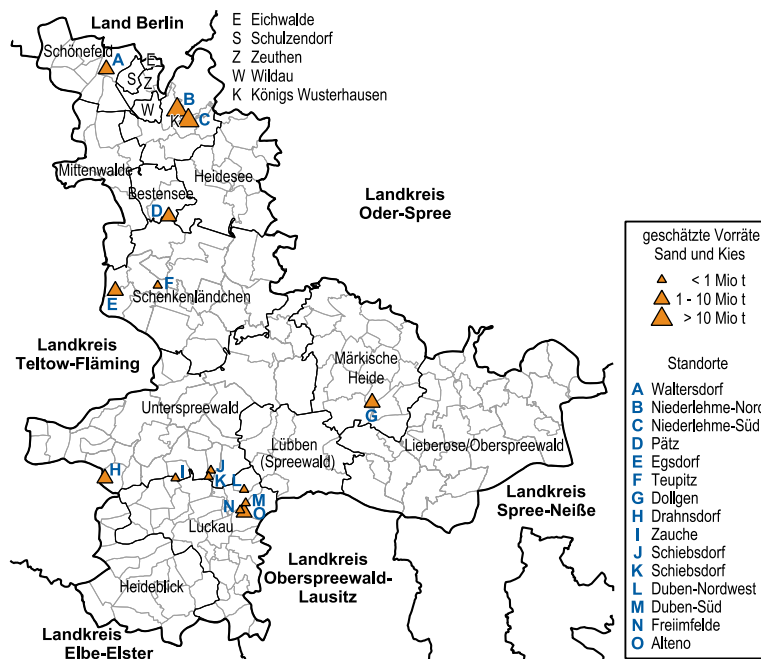 Land Berlin
E Eichwalde
S Schulzendorf
Z Zeuthen
W Wildau
K Königs Wusterhausen
Schönefeld
A
E
S
Z
W
B
K
C
Mittenwalde
Heidesee
Bestensee
D
Landkreis
Oder-Spree
F
E
Schenkenländchen
Landkreis
Teltow-Fläming
Märkische
Heide
G
Unterspreewald
Lübben
(Spreewald)
Lieberose/Oberspreewald
H
I
J
K
L
M
N
O
Luckau
Landkreis
Spree-Neiße
Heideblick
Landkreis
Oberspreewald-
Lausitz
Landkreis
Elbe-Elster
geschätzte Vorräte
Sand und Kies
< 1 Mio t
1 - 10 Mio t
> 10 Mio t
Standorte
A Waltersdorf
B Niederlehme-Nord
C Niederlehme-Süd
D Pätz
E Egsdorf
F Teupitz
G Dollgen
H Drahnsdorf
I Zauche
J Schiebsdorf
K Schiebsdorf
L Duben-Nordwest
M Duben-Süd
N Freiimfelde
O Alteno